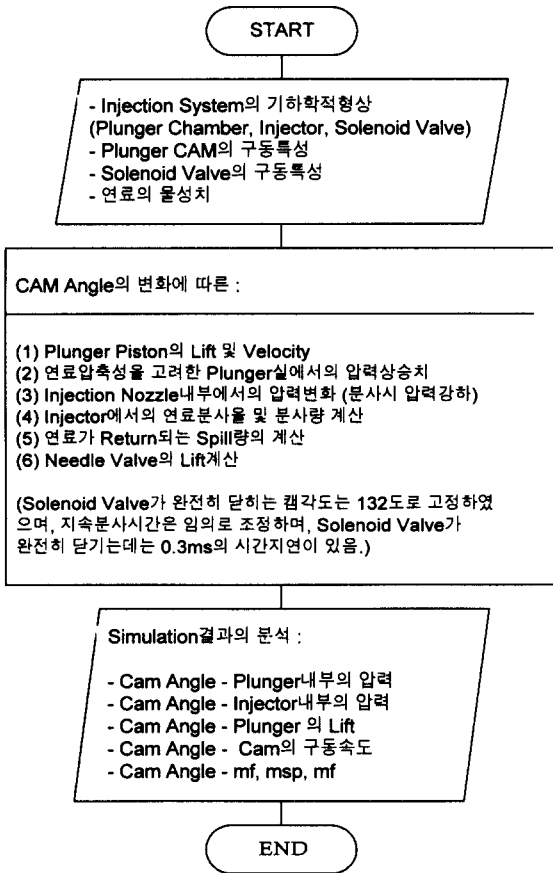 START
- Injection System의 기하학적형상
(Plunger Chamber, Injector, Solenoid Valve)
- Plunger CAM의 구동특성
- Solenoid Valve의 구동특성
- 연료의 물성치
CAM Angle의 변화에 따른 :
(1) Plunger Piston의 Lift 및 Velocity
(2) 연료압축성을 고려한 Plunger실에서의 압력상승치
(3) Injection Nozzle내부에서의 압력변화 (분사시 압력강하)
(4) Injector에서의 연료분사율 및 분사량 계산
(5) 연료가 Return되는 Spill량의 계산
(6) Needle Valve의 Lift계산
(Solenoid Valve가 완전히 닫히는 캠각도는 132도로 고정하였
으며, 지속분사시간은 임의로 조정하며, Solenoid Valve가
완전히 닫기는데는 0.3ms의 시간지연이 있음.)
Simulation결과의 분석 :
- Cam Angle - Plunger내부의 압력
- Cam Angle - Injector내부의 압력
- Cam Angle - Plunger 의 Lift
- Cam Angle - Cam의 구동속도
- Cam Angle - mf, msp, mf
END